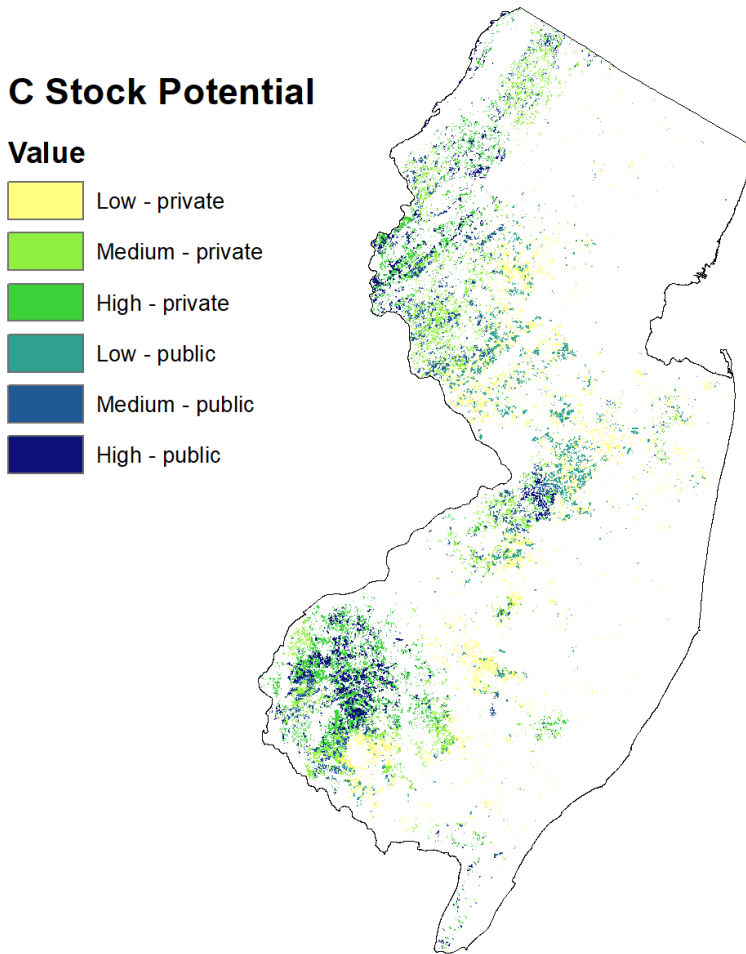 C Stock Potential
Value
Low - private
Medium - private
High - private
Low - public
Medium - public
High - public